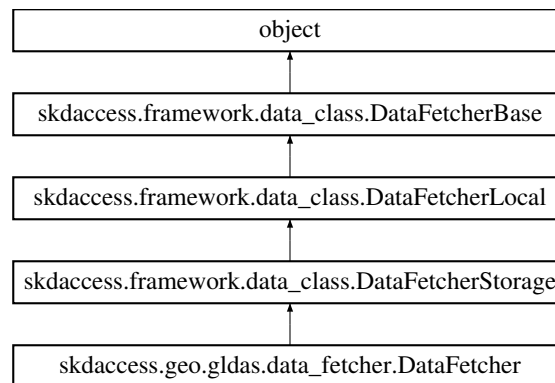 object
skdaccess.framework.data_class.DataFetcherBase
skdaccess.framework.data_class.DataFetcherLocal
skdaccess.framework.data_class.DataFetcherStorage
skdaccess.geo.gldas.data_fetcher.DataFetcher